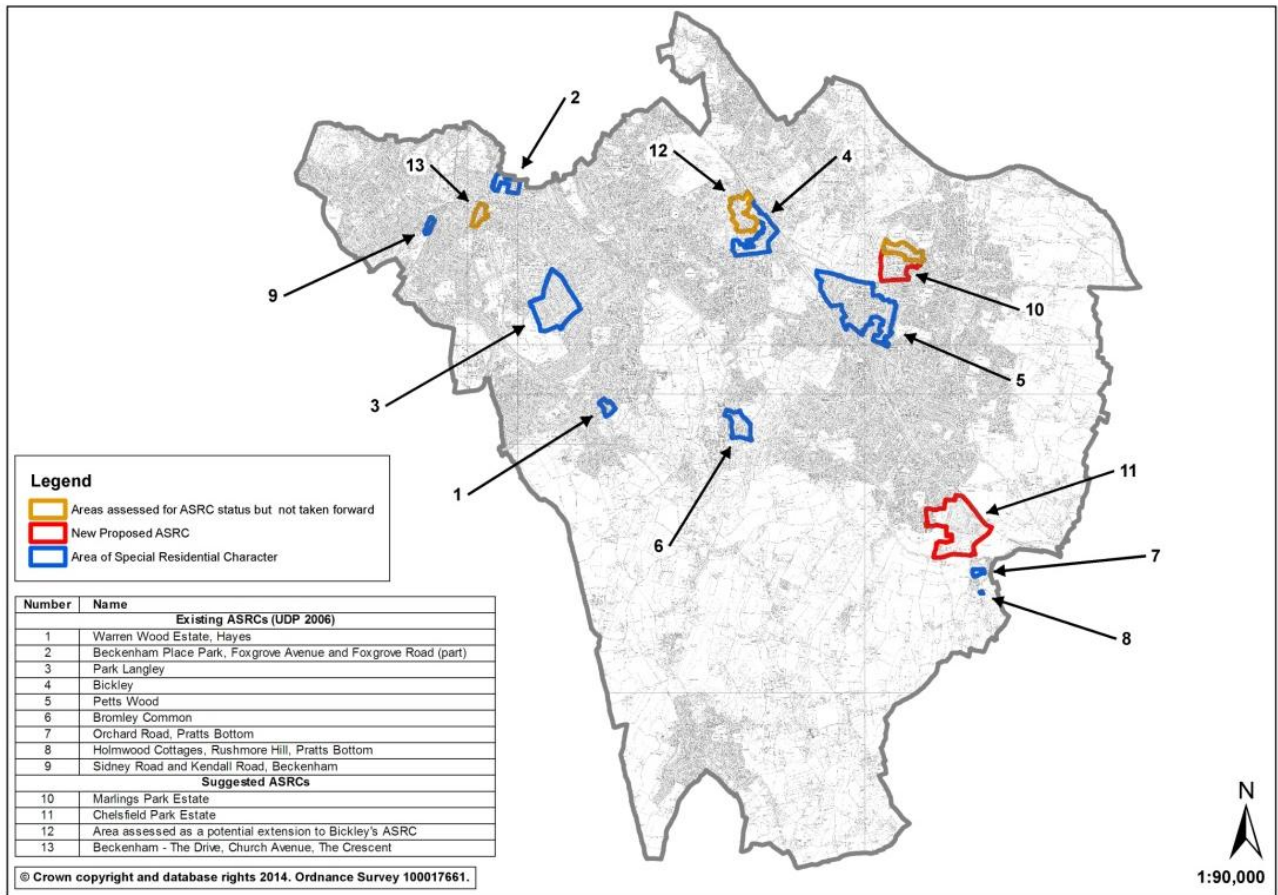 2
13
12
4
9
10
3
5
1
6
11
7
8
Legend
Areas assessed for ASRC status but not taken forward
New Proposed ASRC
Area of Special Residential Character
Number Name
Existing ASRCs (UDP 2006)
1 Warren Wood Estate, Hayes
2 Beckenham Place Park, Foxgrove Avenue and Foxgrove Road (part)
3 Park Langley
4 Bickley
5 Petts Wood
6 Bromley Common
7 Orchard Road, Pratts Bottom
8 Holmwood Cottages, Rushmore Hill, Pratts Bottom
9 Sidney Road and Kendall Road, Beckenham
Suggested ASRCs
10 Marlings Park Estate
11 Chelsfield Park Estate
12 Area assessed as a potential extension to Bickley's ASRC
13 Beckenham - The Drive, Church Avenue, The Crescent
© Crown copyright and database rights 2014. Ordnance Survey 100017661.
N
1:90,000